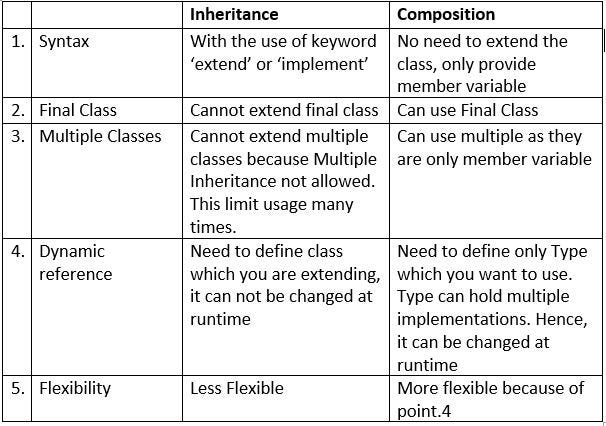 Inheritance
Composition
1. Syntax
With the use of keyword
‘extend’ or ‘implement’
No need to extend the
class, only provide
member variable
2. Final Class
Cannot extend final class
Can use Final Class
3. Multiple Classes
Cannot extend multiple
classes because Multiple
Inheritance not allowed.
This limit usage many
times.
Can use multiple as they
are only member variable
4. Dynamic
reference
Need to define class
which you are extending,
it can not be changed at
runtime
Need to define only Type
which you want to use.
Type can hold multiple
implementations. Hence,
it can be changed at
runtime
5. Flexibility
Less Flexible
More flexible because of
point.4